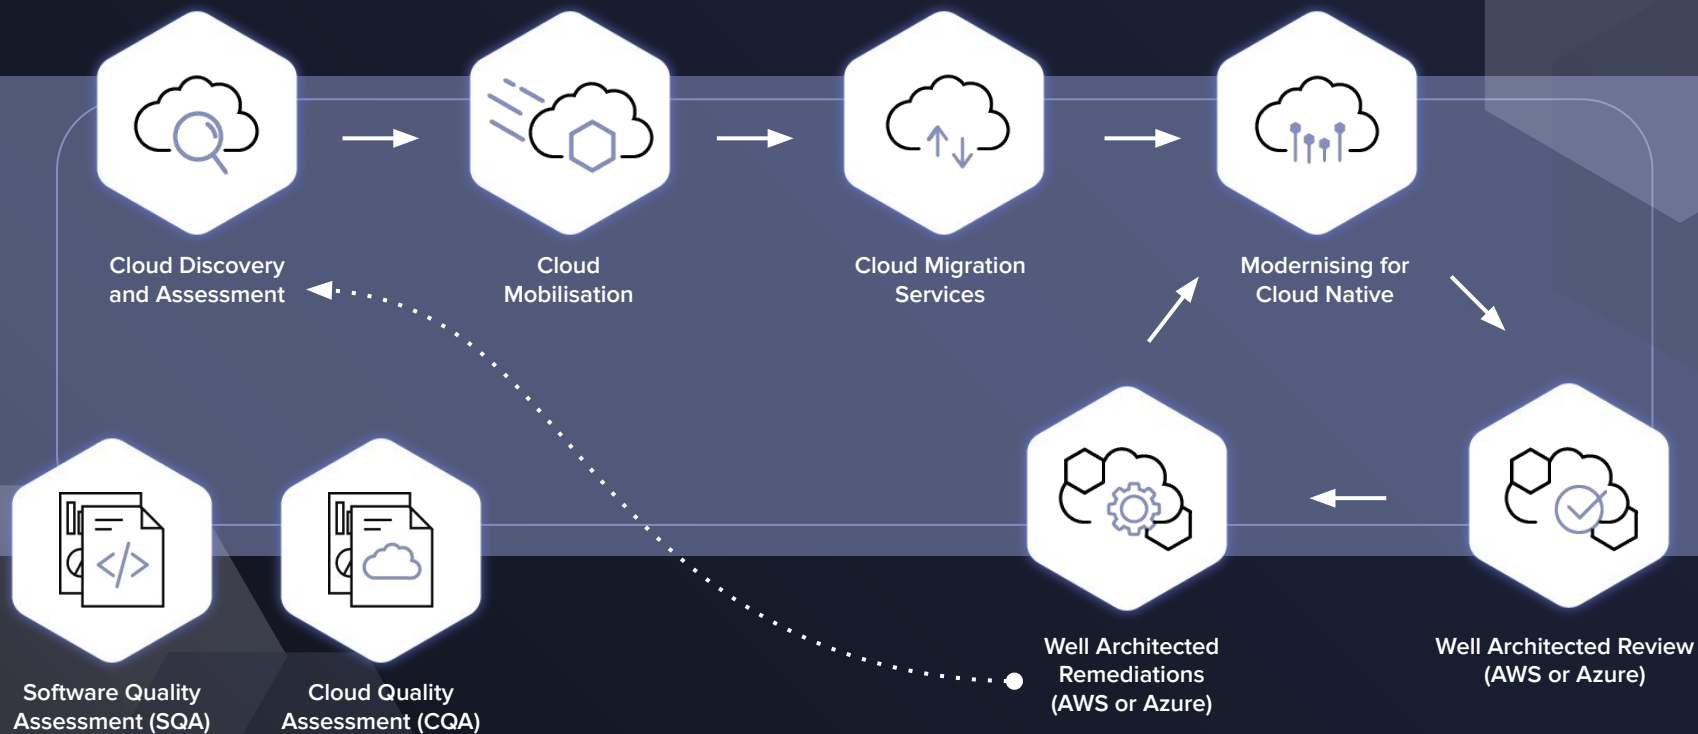 Cloud Discovery
and Assessment
Cloud
Mobilisation
Cloud Migration
Services
Modernising for
Cloud Native
Software Quality
Assessment (SQA)
Cloud Quality
Assessment (CQA)
Well Architected
Remediations
(AWS or Azure)
Well Architected Review
(AWS or Azure)